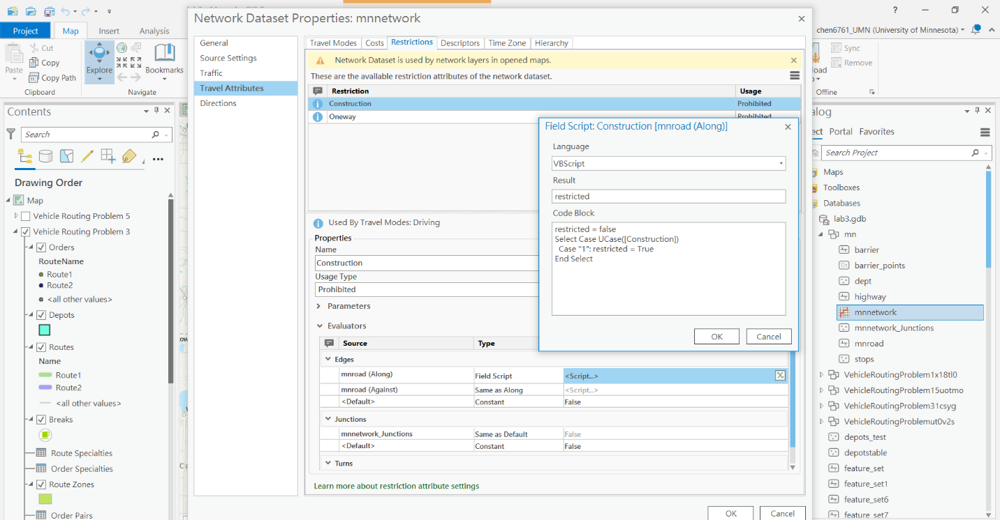 Network Dataset Properties: mnnetwork
?
Project
Map
Insert
Analysis
chen6761_UMN (University of Minnesota)
Paste
Cut
Copy
Copy Path
Clipboard
Explore
Bookmarks
Navigate
Sync
Remove
Offline
Contents
Search
Drawing Order
Map
Vehicle Routing Problem 5
Vehicle Routing Problem 3
Orders
RouteName
Route1
Route2
<all other values>
Depots
Routes
Name
Route1
Route2
<all other values>
Breaks
Route Specialties
Order Specialties
Route Zones
Order Pairs
General
Source Settings
Traffic
Travel Attributes
Directions
Travel Modes
Costs
Restrictions
Descriptors
Time Zone
Hierarchy
Network Dataset is used by network layers in opened maps.
These are the available restriction attributes of the network dataset.
Restriction
Usage
Construction
Prohibited
Oneway
Prohibited
Used By Travel Modes: Driving
Properties
Name
Construction
Usage Type
Prohibited
Parameters
Evaluators
Source
Type
Edges
mnroad (Along)
Field Script
<Script...>
mnroad (Against)
Same as Along
<Script...>
<Default>
Constant
False
Junctions
mnnetwork_Junctions
Same as Default
False
<Default>
Constant
False
Turns
Learn more about restriction attribute settings
OK
Cancel
Field Script: Construction [mnroad (Along)]
Language
VBScript
Result
restricted
Code Block
restricted = false
Select Case UCase([Construction])
Case "1": restricted = True
End Select
OK
Cancel
Portal
Favorites
Search Project
Maps
Toolboxes
Databases
lab3.gdb
mn
barrier
barrier_points
dept
highway
mnnetwork
mnnetwork_Junctions
mnroad
stops
VehicleRoutingProblem1x18tl0
VehicleRoutingProblem15uotmo
VehicleRoutingProblem31csyg
VehicleRoutingProblemut0v2s
depots_test
depotstable
feature_set
feature_set1
feature_set6
feature_set7